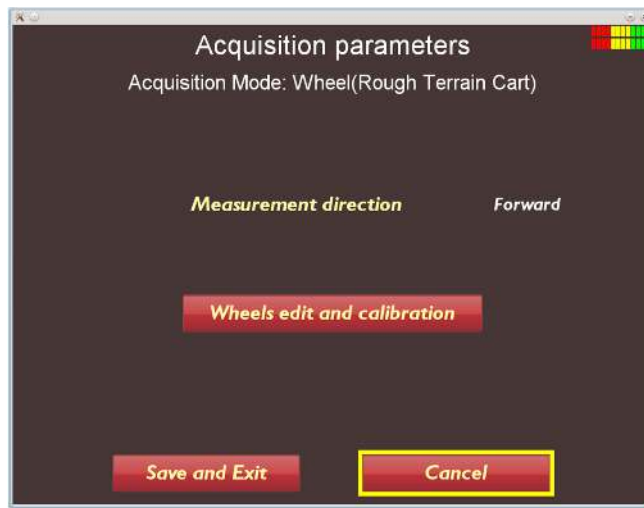 Acquisition parameters
Acquisition Mode: Wheel(Rough Terrain Cart)
Measurement direction Forward
Wheels edit and calibration
Save and Exit Cancel